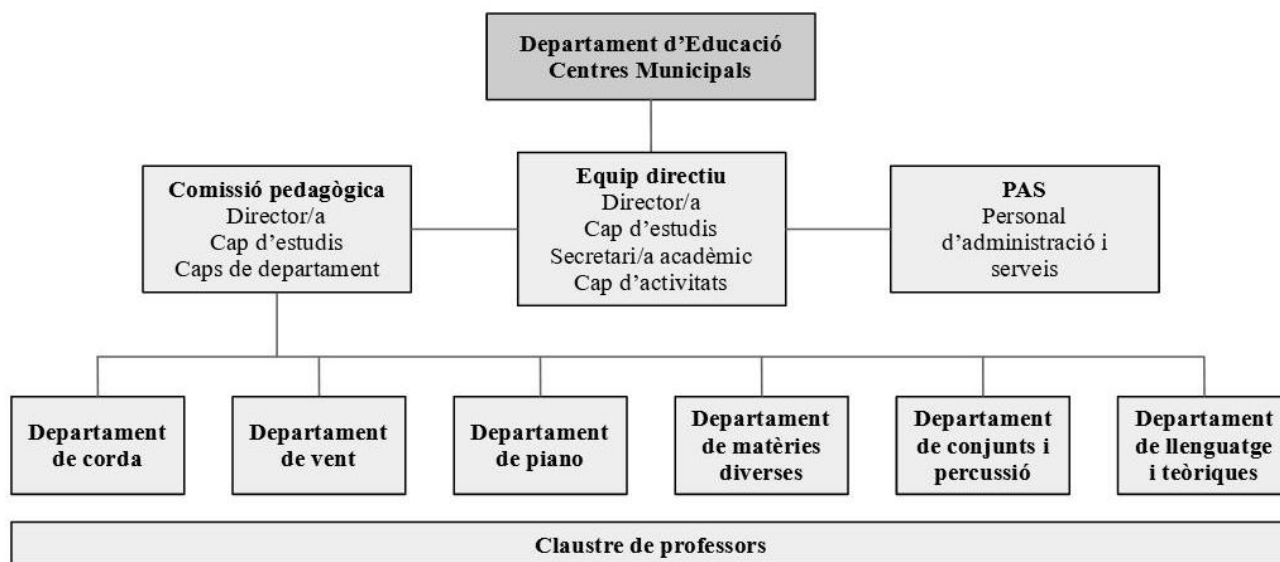 Departament d’Educació
Centres Municipals
Comissió pedagògica
Director/a
Cap d’estudis
Caps de departament
Equip directiu
Director/a
Cap d’estudis
Secretari/a acadèmic
Cap d’activitats
PAS
Personal
d’administració i
serveis
Departament
de corda
Departament
de vent
Departament
de piano
Departament
de matèries
diverses
Departament
de conjunts i
percussió
Departament
de llenguatge
i teòriques
Claustre de professors